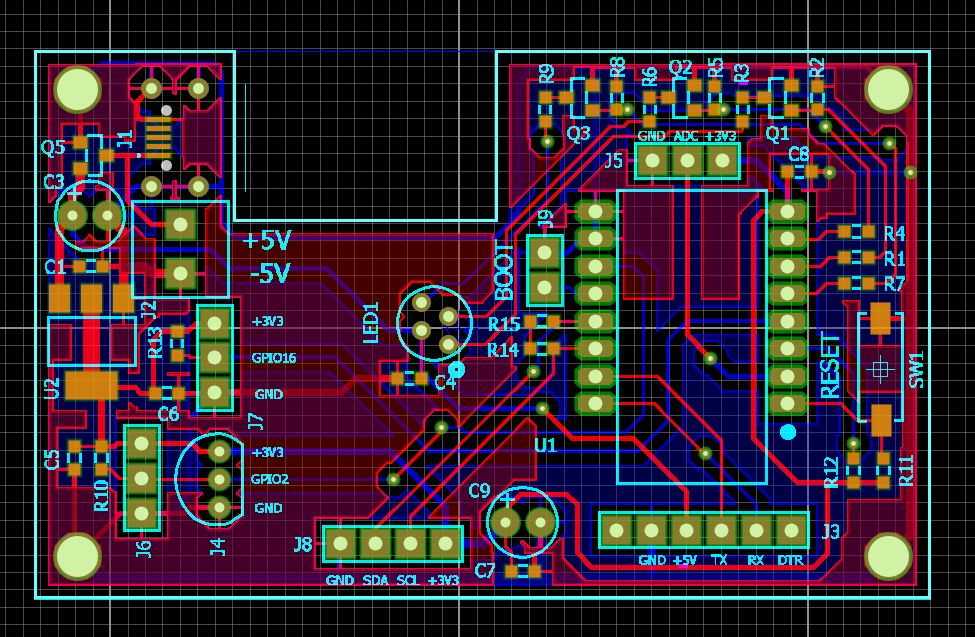 R9
R8
R6
Q2
R5
R3
R2
Q3
Q1
GND ADC +3V3
J5
C8
Q5
J1
C3
J9
+5V
-5V
BOOT
C1
J2
R4
R1
R7
LED1
R13
+3V3
GPIO16
GND
R15
R14
C4
U2
C6
J7
RESET
SW1
U1
C5
R10
+3V3
GPIO2
GND
J6
J4
C9
R12
R11
J8
J3
C7
GND SDA SCL +3V3
GND +5V TX RX DTR